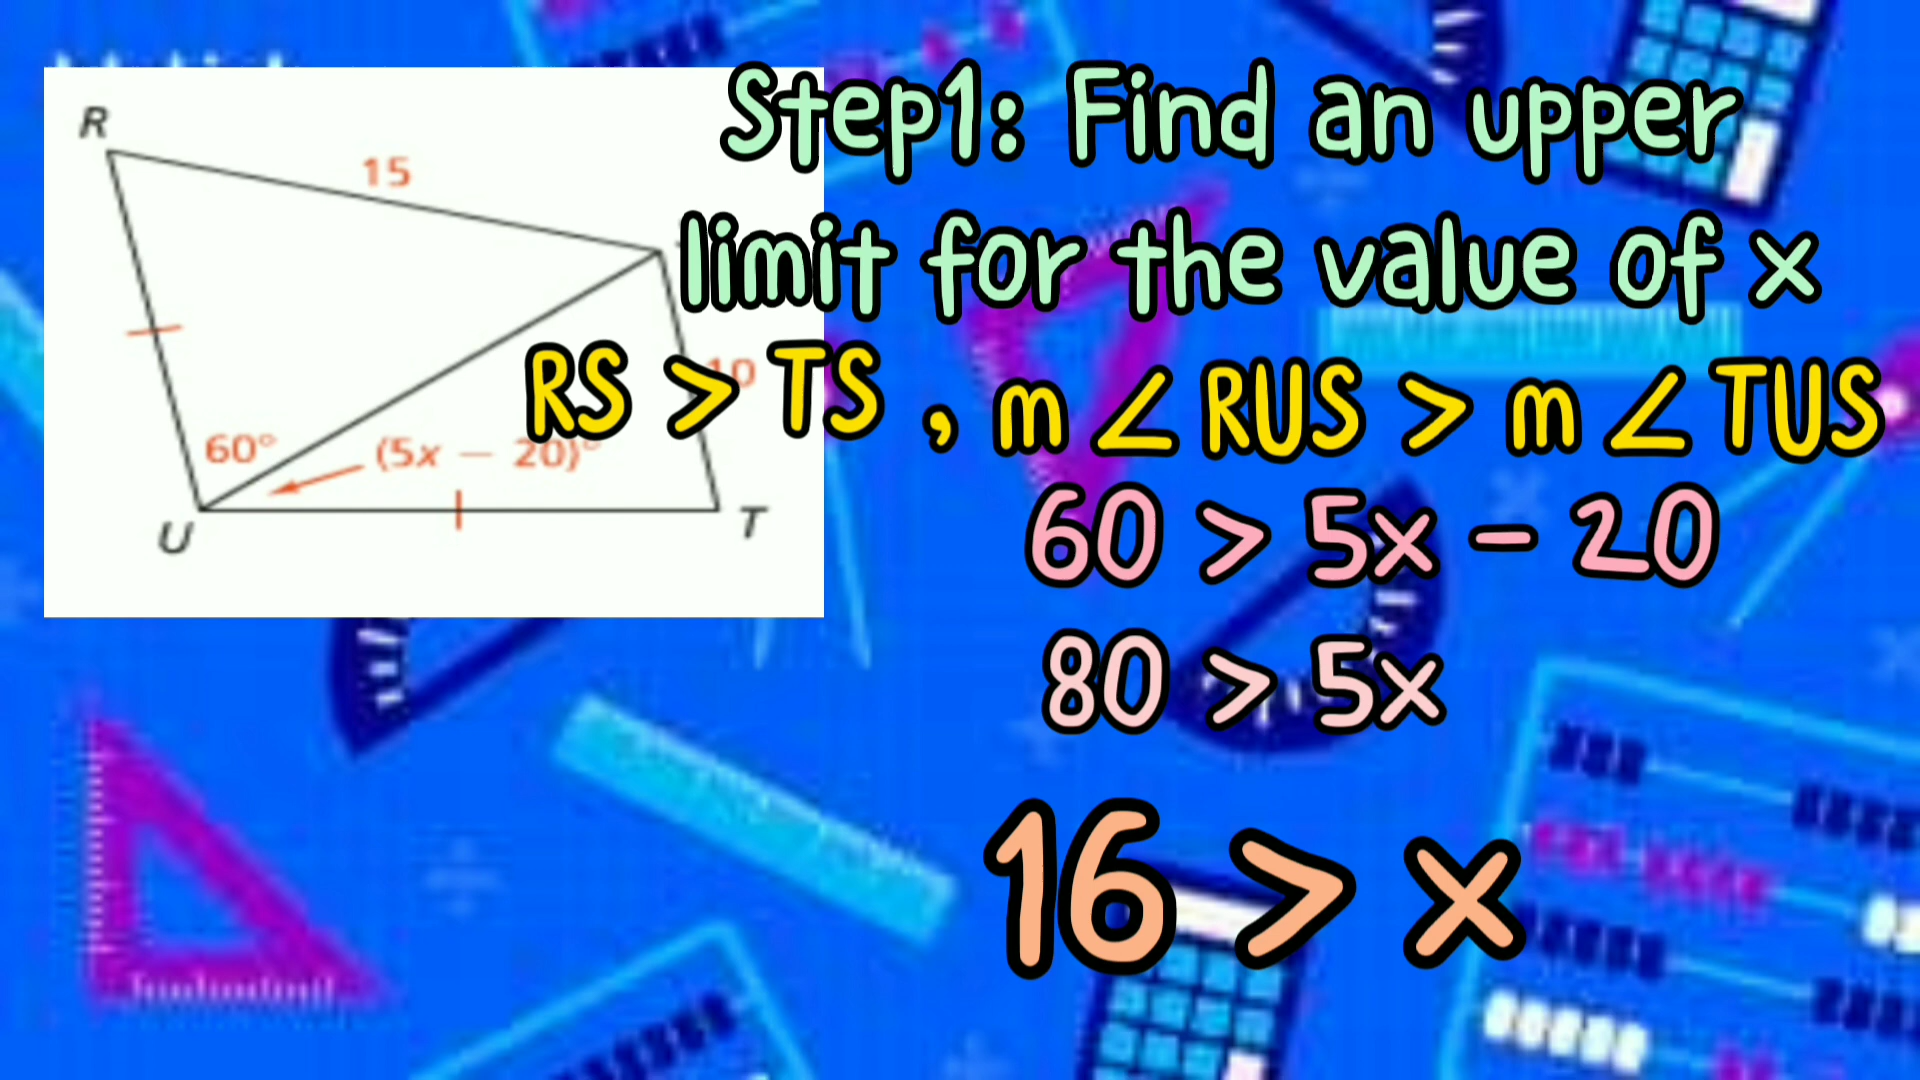 Step1: Find an upper
limit for the value of x
RS > TS , m ∠ RUS > m ∠ TUS
60 > 5x - 20
80 > 5x
16 > x
R
15
10
60°
(5x − 20)°
U
T